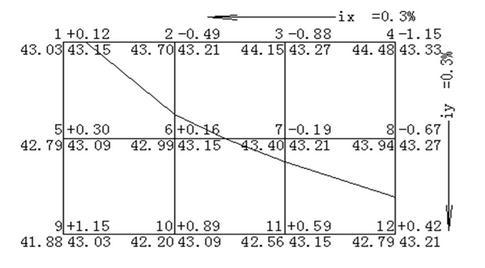 ix =0.3%
1 +0.12 2 -0.49 3 -0.88 4 -1.15
43.03 43.15 43.70 43.21 44.15 43.27 44.48 43.33
iy =0.3%
5 +0.30 6 +0.16 7 -0.19 8 -0.67
42.79 43.09 42.99 43.15 43.40 43.21 43.94 43.27
9 +1.15 10 +0.89 11 +0.59 12 +0.42
41.88 43.03 42.20 43.09 42.56 43.15 42.79 43.21